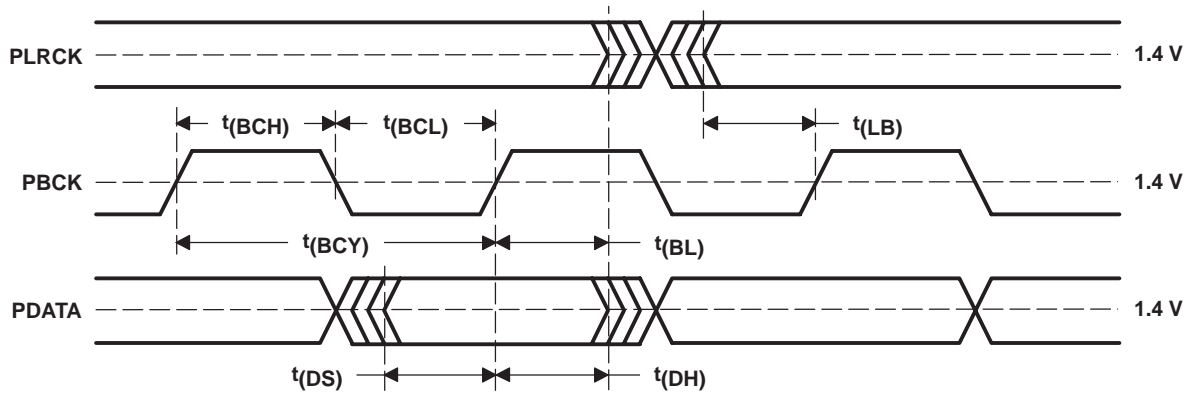 PLRCK 1.4 V
t(BCH) t(BCL) t(LB)
PBCK 1.4 V
t(BCY) t(BL)
PDATA 1.4 V
t(DS) t(DH)